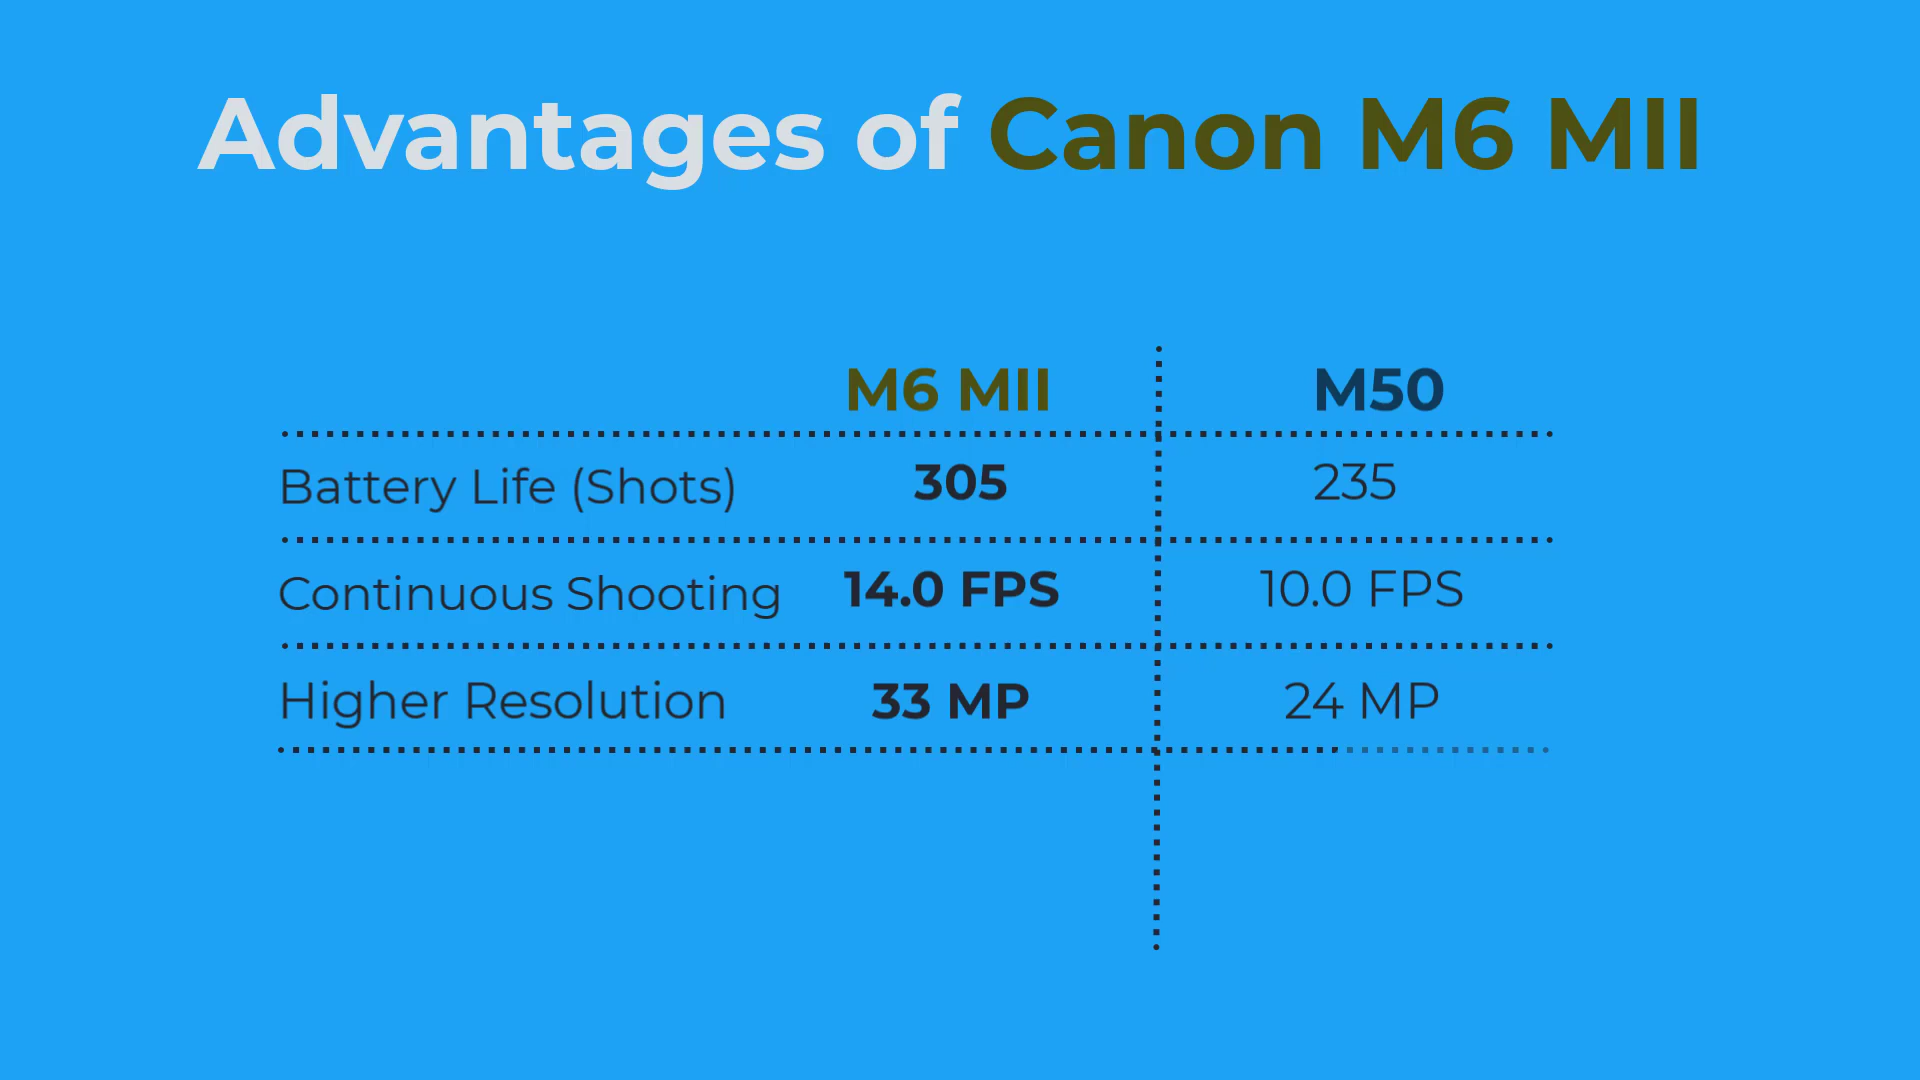 Advantages of Canon M6 MII
M6 MII M50
Battery Life (Shots) 305 235
Continuous Shooting 14.0 FPS 10.0 FPS
Higher Resolution 33 MP 24 MP